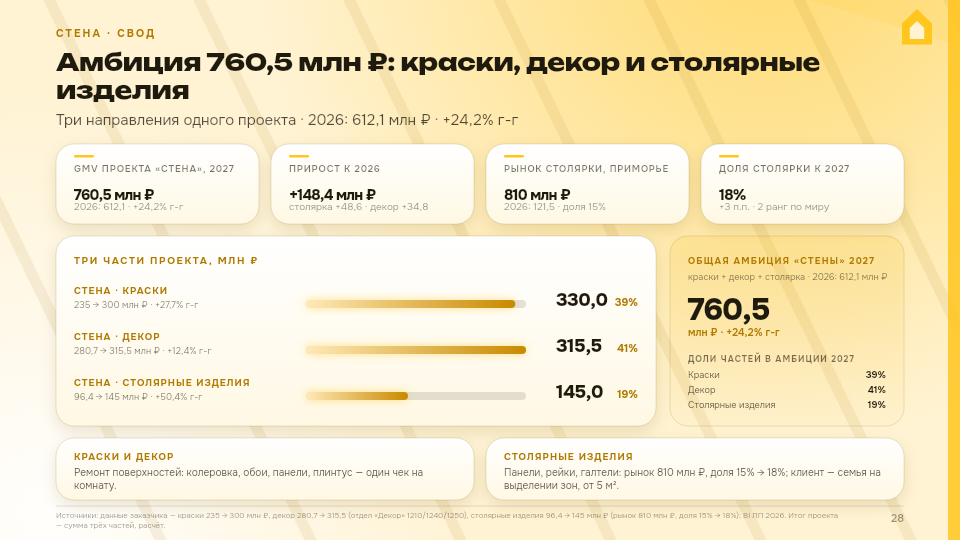 СТЕНА · СВОД
Амбиция 760,5 млн ₽: краски, декор и столярные
изделия
Три направления одного проекта · 2026: 612,1 млн ₽ · +24,2% г-г
GMV ПРОЕКТА «СТЕНА», 2027
760,5 млн ₽
2026: 612,1 · +24,2% г-г
ПРИРОСТ К 2026
+148,4 млн ₽
столярка +48,6 · декор +34,8
РЫНОК СТОЛЯРКИ, ПРИМОРЬЕ
810 млн ₽
2026: 121,5 · доля 15%
ДОЛЯ СТОЛЯРКИ К 2027
18%
+3 п.п. · 2 ранг по миру
ТРИ ЧАСТИ ПРОЕКТА, МЛН ₽
СТЕНА · КРАСКИ
235 → 300 млн ₽ · +27,7% г-г
330,0 39%
СТЕНА · ДЕКОР
280,7 → 315,5 млн ₽ · +12,4% г-г
315,5 41%
СТЕНА · СТОЛЯРНЫЕ ИЗДЕЛИЯ
96,4 → 145 млн ₽ · +50,4% г-г
145,0 19%
ОБЩАЯ АМБИЦИЯ «СТЕНЫ» 2027
краски + декор + столярка · 2026: 612,1 млн ₽
760,5
млн ₽ · +24,2% г-г
ДОЛИ ЧАСТЕЙ В АМБИЦИИ 2027
Краски 39%
Декор 41%
Столярные изделия 19%
КРАСКИ И ДЕКОР
Ремонт поверхностей: колеровка, обои, панели, плинтус — один чек на
комнату.
СТОЛЯРНЫЕ ИЗДЕЛИЯ
Панели, рейки, галтели: рынок 810 млн ₽, доля 15% → 18%; клиент — семья на
выделении зон, от 5 м².
Источники: данные заказчика — краски 235 → 300 млн ₽, декор 280,7 → 315,5 (отдел «Декор» 1210/1240/1250), столярные изделия 96,4 → 145 млн ₽ (рынок 810 млн ₽, доля 15% → 18%); BI ЛП 2026. Итог проекта
— сумма трёх частей, расчёт.
28